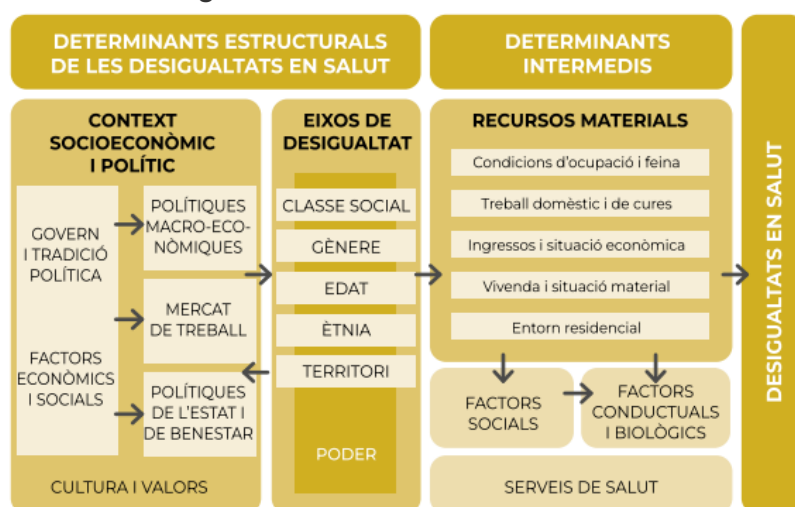 DETERMINANTS ESTRUCTURALS
DE LES DESIGUALTATS EN SALUT
DETERMINANTS
INTERMEDIS
CONTEXT
SOCIOECONÒMIC
I POLÍTIC
GOVERN
I TRADICIÓ
POLÍTICA
FACTORS
ECONÒMICS
I SOCIALS
POLÍTIQUES
MACRO-ECO-
NÒMIQUES
MERCAT
DE TREBALL
POLÍTIQUES
DE L'ESTAT I
DE BENESTAR
CULTURA I VALORS
EIXOS DE
DESIGUALTAT
CLASSE SOCIAL
GÈNERE
EDAT
ÈTNIA
TERRITORI
PODER
RECURSOS MATERIALS
Condicions d'ocupació i feina
Treball domèstic i de cures
Ingressos i situació econòmica
Vivenda i situació material
Entorn residencial
FACTORS
SOCIALS
FACTORS
CONDUCTUALS
I BIOLÒGICS
SERVEIS DE SALUT
DESIGUALTATS EN SALUT